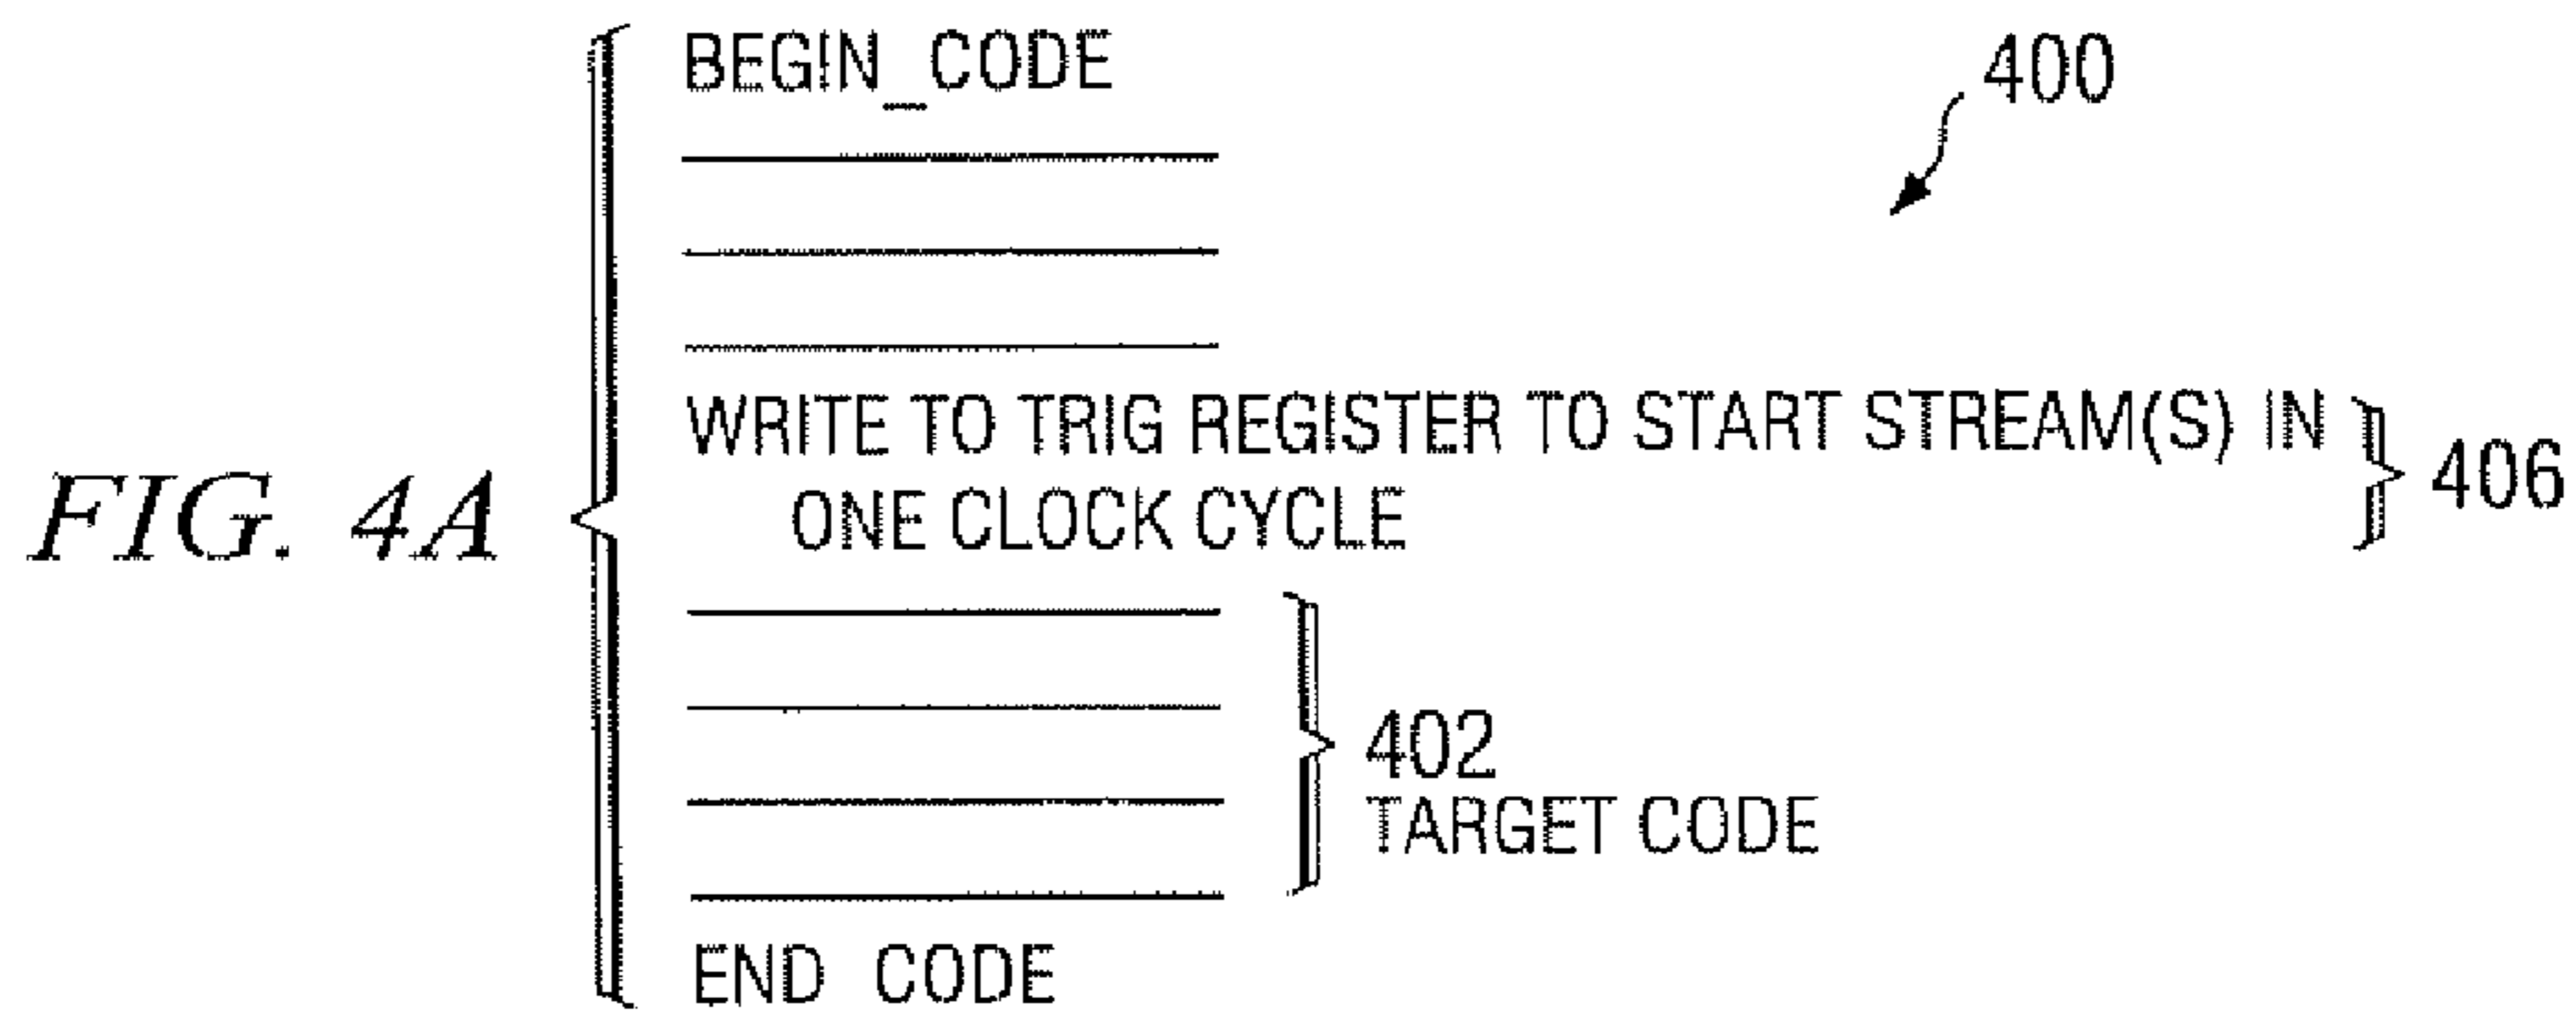 BEGIN_CODE
400
WRITE TO TRIG REGISTER TO START STREAM(S) IN
ONE CLOCK CYCLE
406
FIG. 4A
402
TARGET CODE
END CODE